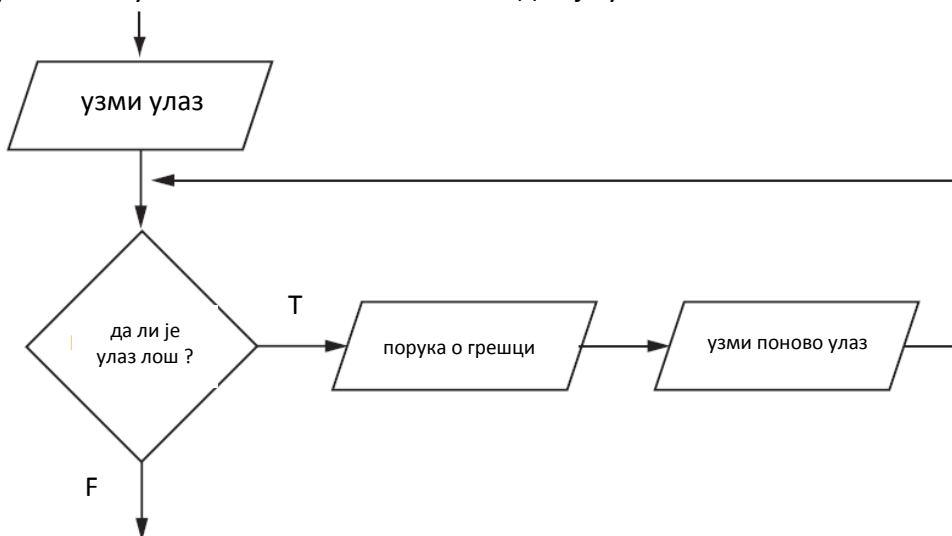 узми улаз
да ли је
улаз лош ?
T
порука о грешци
узми поново улаз
F